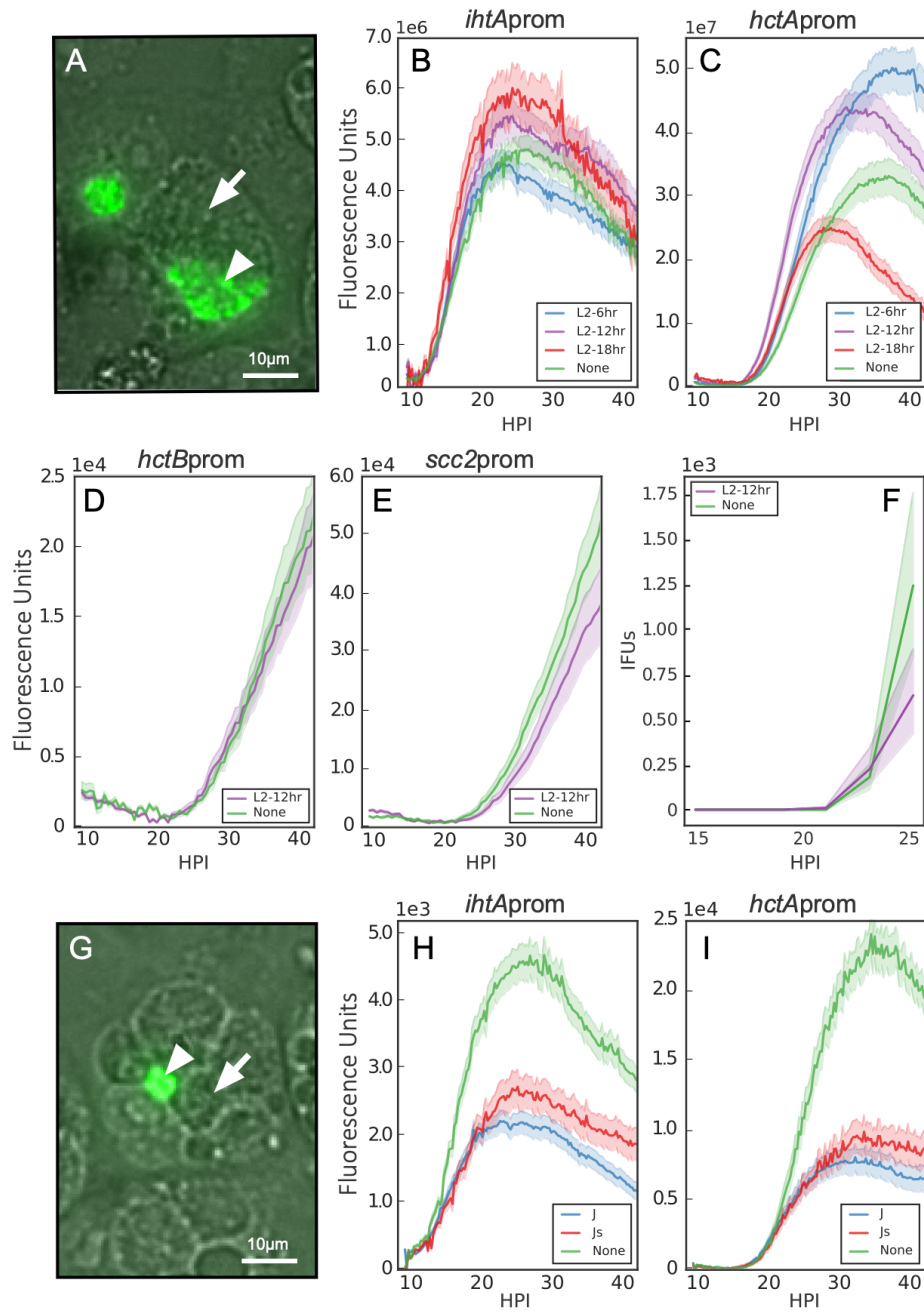 A
10µm
ihtAprom
1e6
B
7.0
6.0
5.0
4.0
3.0
2.0
1.0
0
Fluorescence Units
10 20 30 40
HPI
L2-6hr
L2-12hr
L2-18hr
None
hctAprom
1e7
C
5.0
4.0
3.0
2.0
1.0
0
10 20 30 40
HPI
L2-6hr
L2-12hr
L2-18hr
None
hctBprom
1e4
D
2.5
2.0
1.5
1.0
0.5
0
Fluorescence Units
10 20 30 40
HPI
L2-12hr
None
scc2prom
1e4
E
6.0
5.0
4.0
3.0
2.0
1.0
0
10 20 30 40
HPI
L2-12hr
None
1e3
F
1.75
1.50
1.25
1.00
0.75
0.50
0.25
0
IFUs
15 20 25
HPI
L2-12hr
None
G
10µm
ihtAprom
1e3
H
5.0
4.0
3.0
2.0
1.0
0
Fluorescence Units
10 20 30 40
HPI
J
Js
None
hctAprom
1e4
I
2.5
2.0
1.5
1.0
0.5
0
10 20 30 40
HPI
J
Js
None